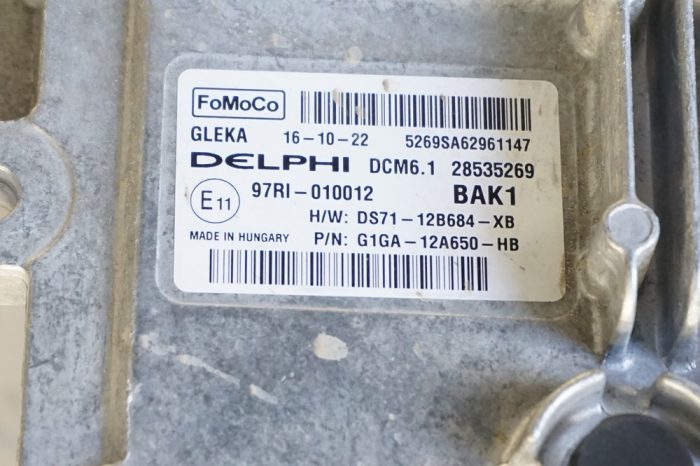 FoMoCo
GLEKA 16-10-22 5269SA62961147
DELPHI DCM6.1 28535269
E11 97RI-010012 BAK1
H/W: DS71-12B684-XB
MADE IN HUNGARY P/N: G1GA-12A650-HB